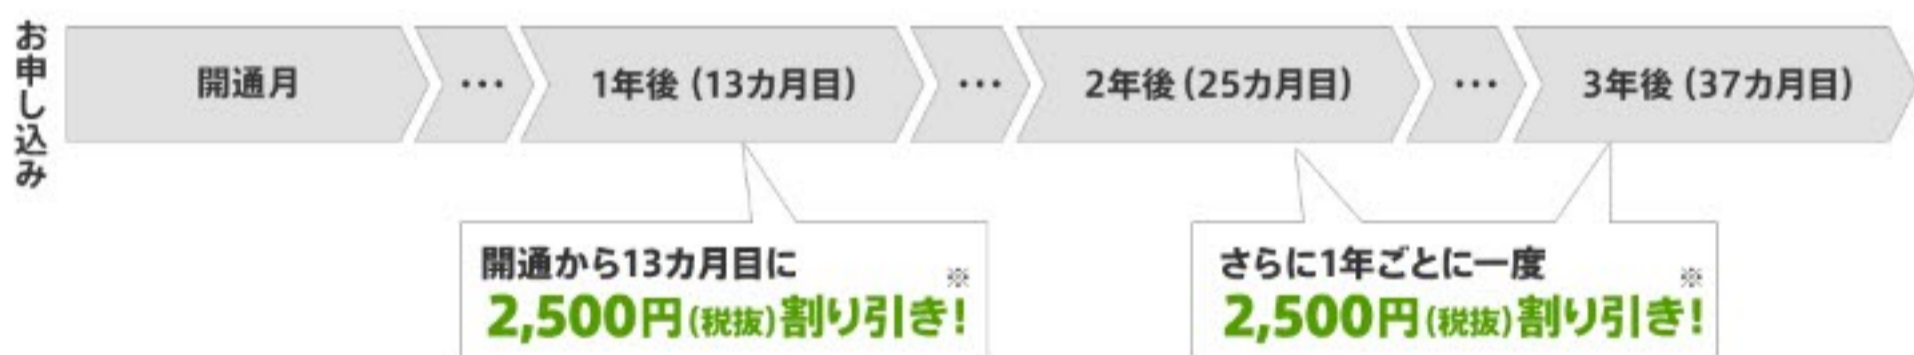 お申し込み
開通月
…
1年後 (13カ月目)
…
2年後 (25カ月目)
…
3年後 (37カ月目)
開通から13カ月目に
2,500円(税抜)割り引き!※
さらに1年ごとに一度
2,500円(税抜)割り引き!※